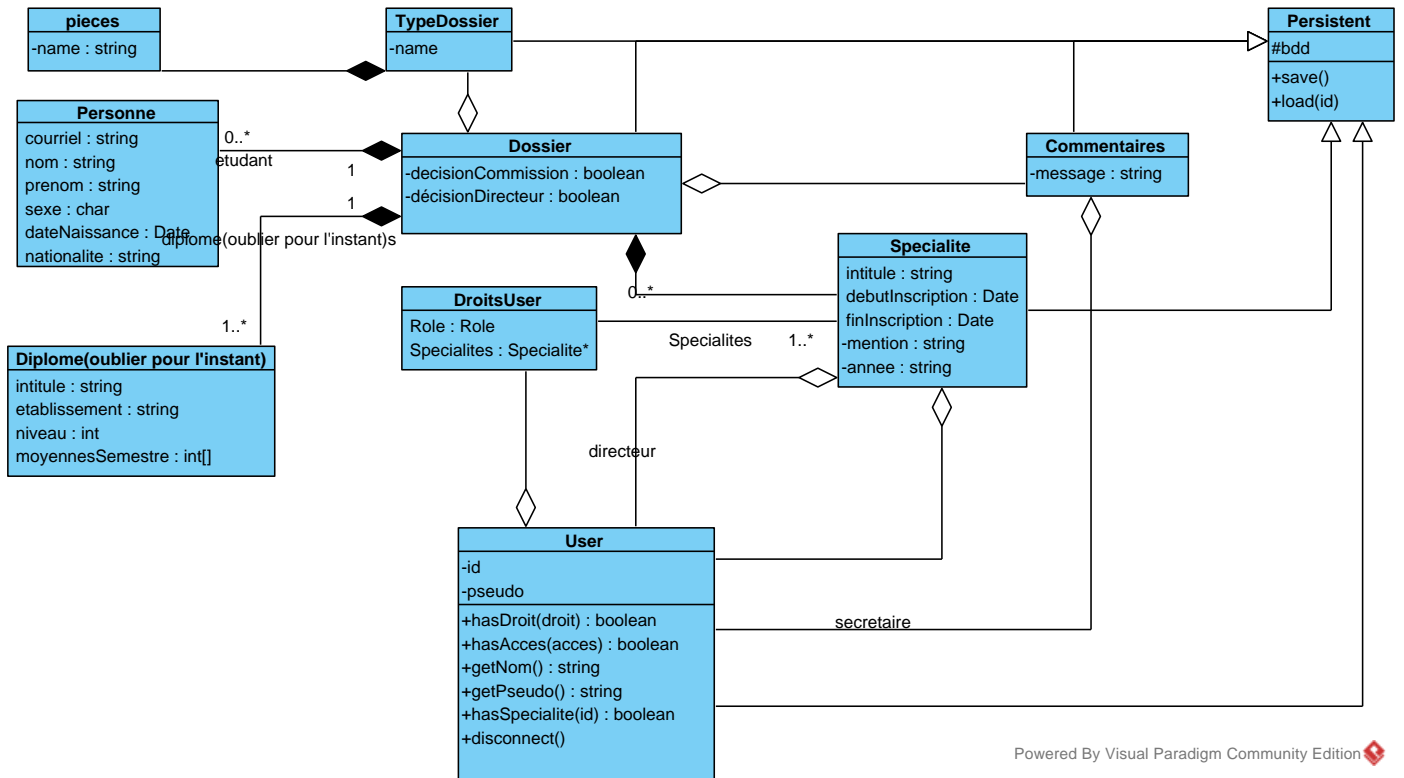 pieces
-name : string
TypeDossier
-name
Persistent
#bdd
+save()
+load(id)
Personne
courriel : string
nom : string
prenom : string
sexe : char
dateNaissance : Date
nationalite : string
0..*
etudant
1
1
diplome(oublier pour l'instant)s
1..*
Dossier
-decisionCommission : boolean
-décisionDirecteur : boolean
Commentaires
-message : string
Specialite
intitule : string
debutInscription : Date
finInscription : Date
-mention : string
-annee : string
0..*
DroitsUser
Role : Role
Specialites : Specialite*
Specialites
1..*
Diplome(oublier pour l'instant)
intitule : string
etablissement : string
niveau : int
moyennesSemestre : int[]
directeur
User
-id
-pseudo
+hasDroit(droit) : boolean
+hasAcces(acces) : boolean
+getNom() : string
+getPseudo() : string
+hasSpecialite(id) : boolean
+disconnect()
secretaire
Powered By Visual Paradigm Community Edition